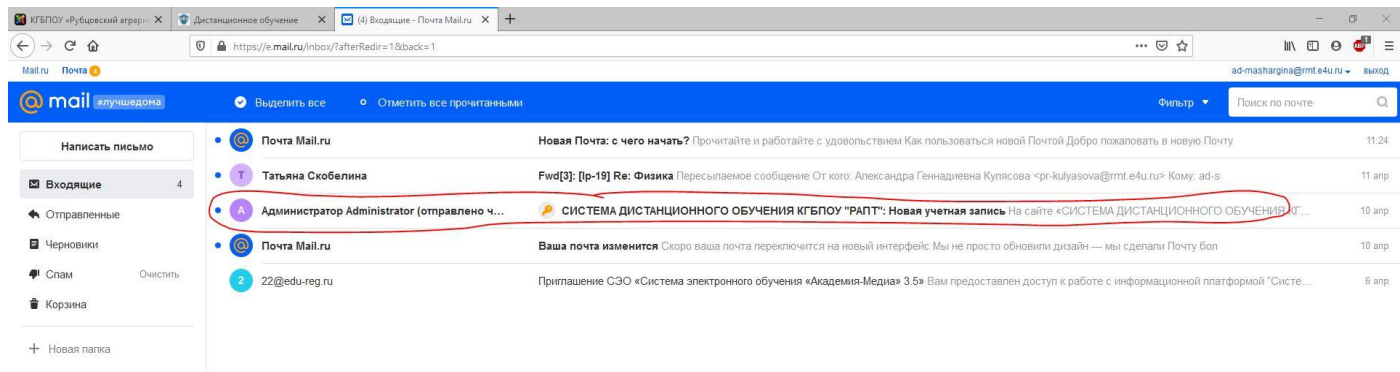 КГБПОУ «Рубцовский аграрн
Дистанционное обучение
(4) Входящие - Почта Mail.ru
https://e.mail.ru/inbox/?afterRedir=1&back=1
ABP 1
Mail.ru Почта 4
ad-mashargina@rmt.e4u.ru выход
@mail #лучшедома
Выделить все
Отметить все прочитанными
Фильтр
Поиск по почте
Написать письмо
Входящие 4
Отправленные
Черновики
Спам Очистить
Корзина
+ Новая папка
@ Почта Mail.ru Новая Почта: с чего начать? Прочитайте и работайте с удовольствием Как пользоваться новой Почтой Добро пожаловать в новую Почту 11:24
Т Татьяна Скобелина Fwd[3]: [lp-19] Re: Физика Пересылаемое сообщение От кого: Александра Геннадиевна Кулясова <pr-kulyasova@rmt.e4u.ru> Кому: ad-s 11 апр
А Администратор Administrator (отправлено ч... СИСТЕМА ДИСТАНЦИОННОГО ОБУЧЕНИЯ КГБПОУ "РАПТ": Новая учетная запись На сайте «СИСТЕМА ДИСТАНЦИОННОГО ОБУЧЕНИЯ КГ... 10 апр
@ Почта Mail.ru Ваша почта изменится Скоро ваша почта переключится на новый интерфейс Мы не просто обновили дизайн — мы сделали Почту бол 10 апр
2 22@edu-reg.ru Приглашение СЭО «Система электронного обучения «Академия-Медиа» 3.5» Вам предоставлен доступ к работе с информационной платформой "Систе... 6 апр